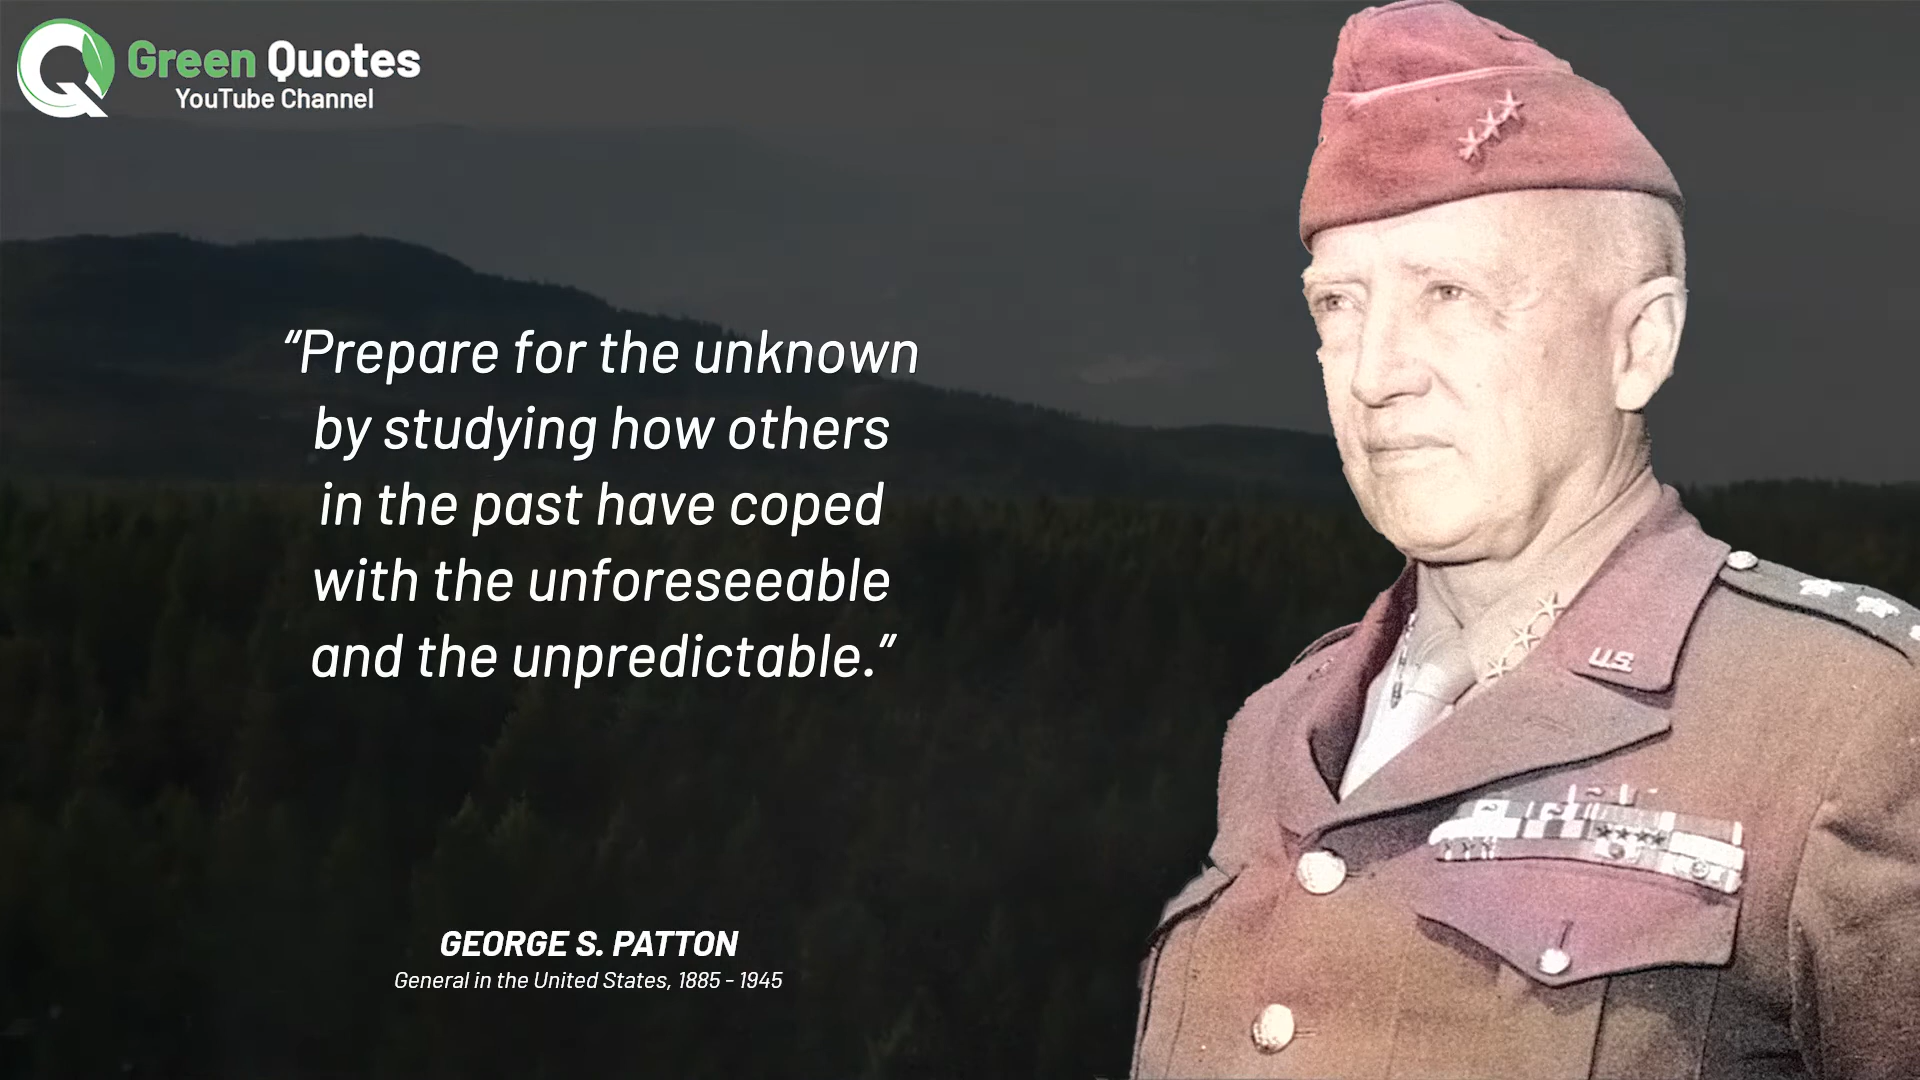 Green Quotes
YouTube Channel
“Prepare for the unknown
by studying how others
in the past have coped
with the unforeseeable
and the unpredictable.”
GEORGE S. PATTON
General in the United States, 1885 - 1945
U.S.